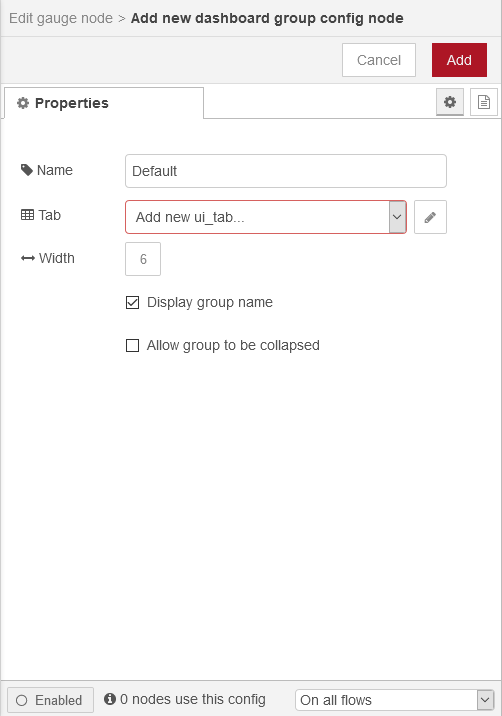 Edit gauge node > Add new dashboard group config node
Cancel Add
Properties
Name Default
Tab Add new ui_tab...
Width 6
Display group name
Allow group to be collapsed
Enabled 0 nodes use this config On all flows